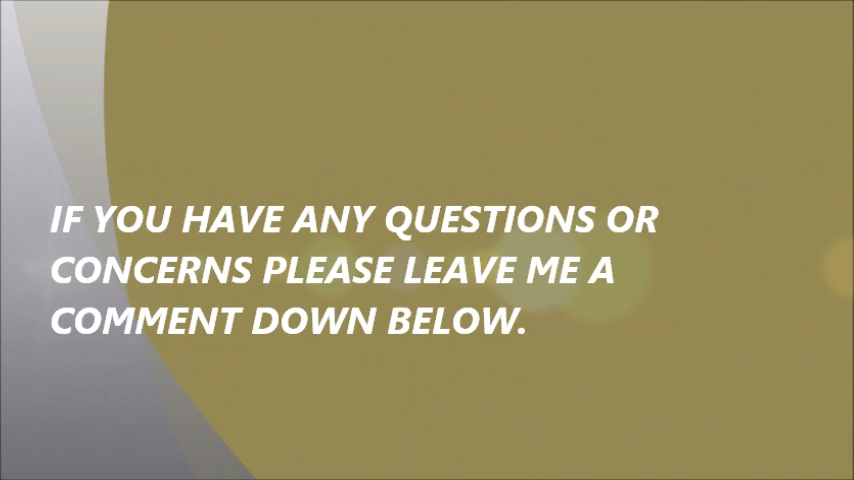 IF YOU HAVE ANY QUESTIONS OR
CONCERNS PLEASE LEAVE ME A
COMMENT DOWN BELOW.